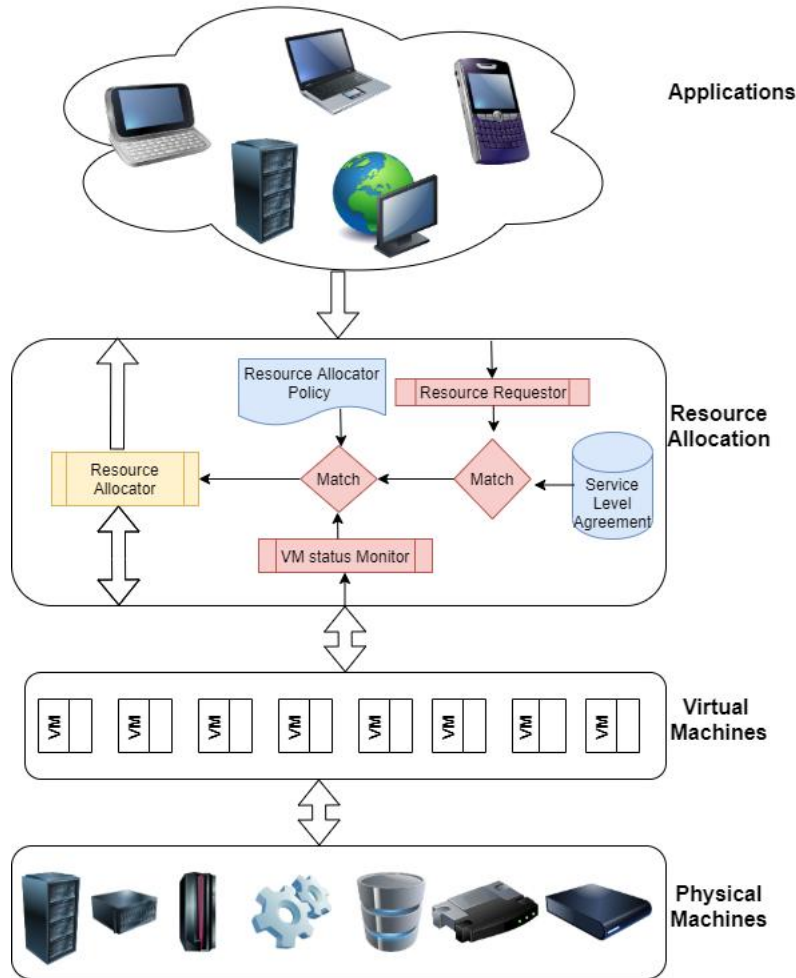 Applications
Resource Allocator
Policy
Resource Requestor
Resource
Allocation
Resource
Allocator
Match
Match
Service
Level
Agreement
VM status Monitor
VM
VM
VM
VM
VM
VM
VM
VM
Virtual
Machines
Physical
Machines